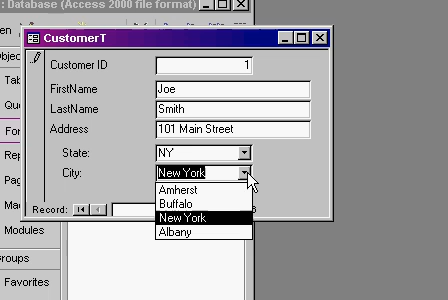 : Database (Access 2000 file format)
CustomerT
Customer ID 1
FirstName Joe
LastName Smith
Address 101 Main Street
State: NY
City: New York
Amherst
Buffalo
New York
Albany
Record:
Modules
Favorites